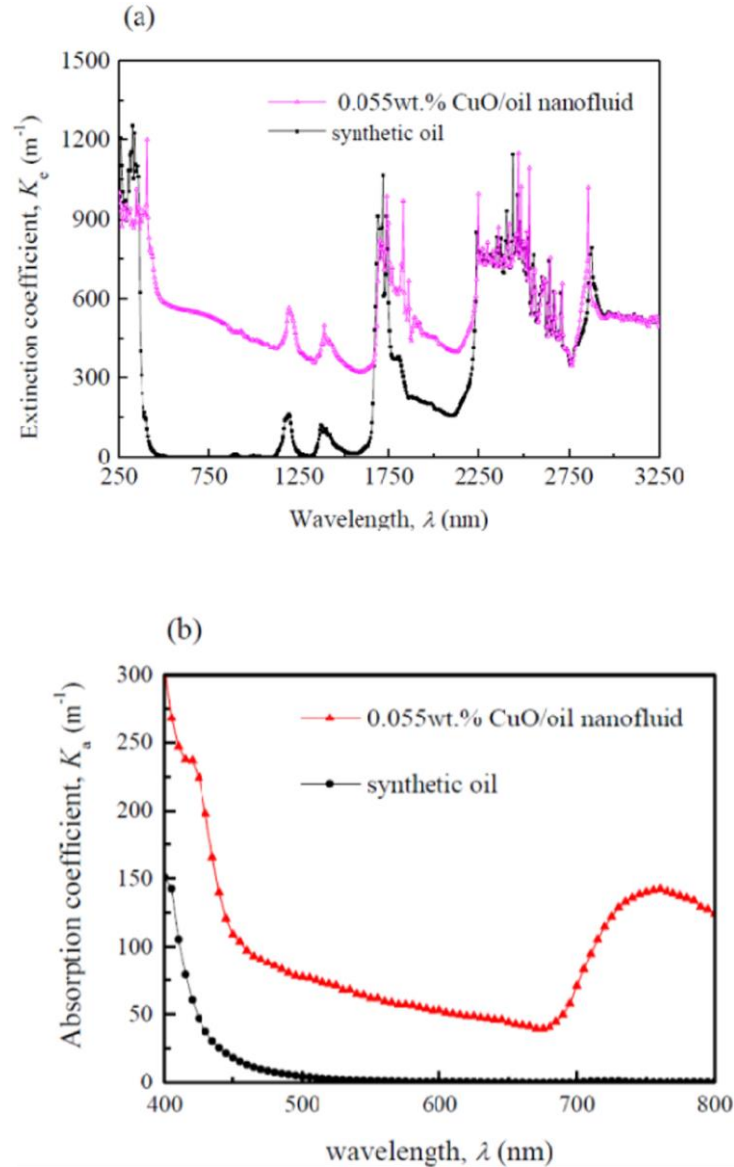 (a)
1500
1200
900
600
300
0
Extinction coefficient, Ke (m-1)
0.055wt.% CuO/oil nanofluid
synthetic oil
250 750 1250 1750 2250 2750 3250
Wavelength, λ (nm)
(b)
300
250
200
150
100
50
0
Absorption coefficient, Ka (m-1)
0.055wt.% CuO/oil nanofluid
synthetic oil
400 500 600 700 800
wavelength, λ (nm)